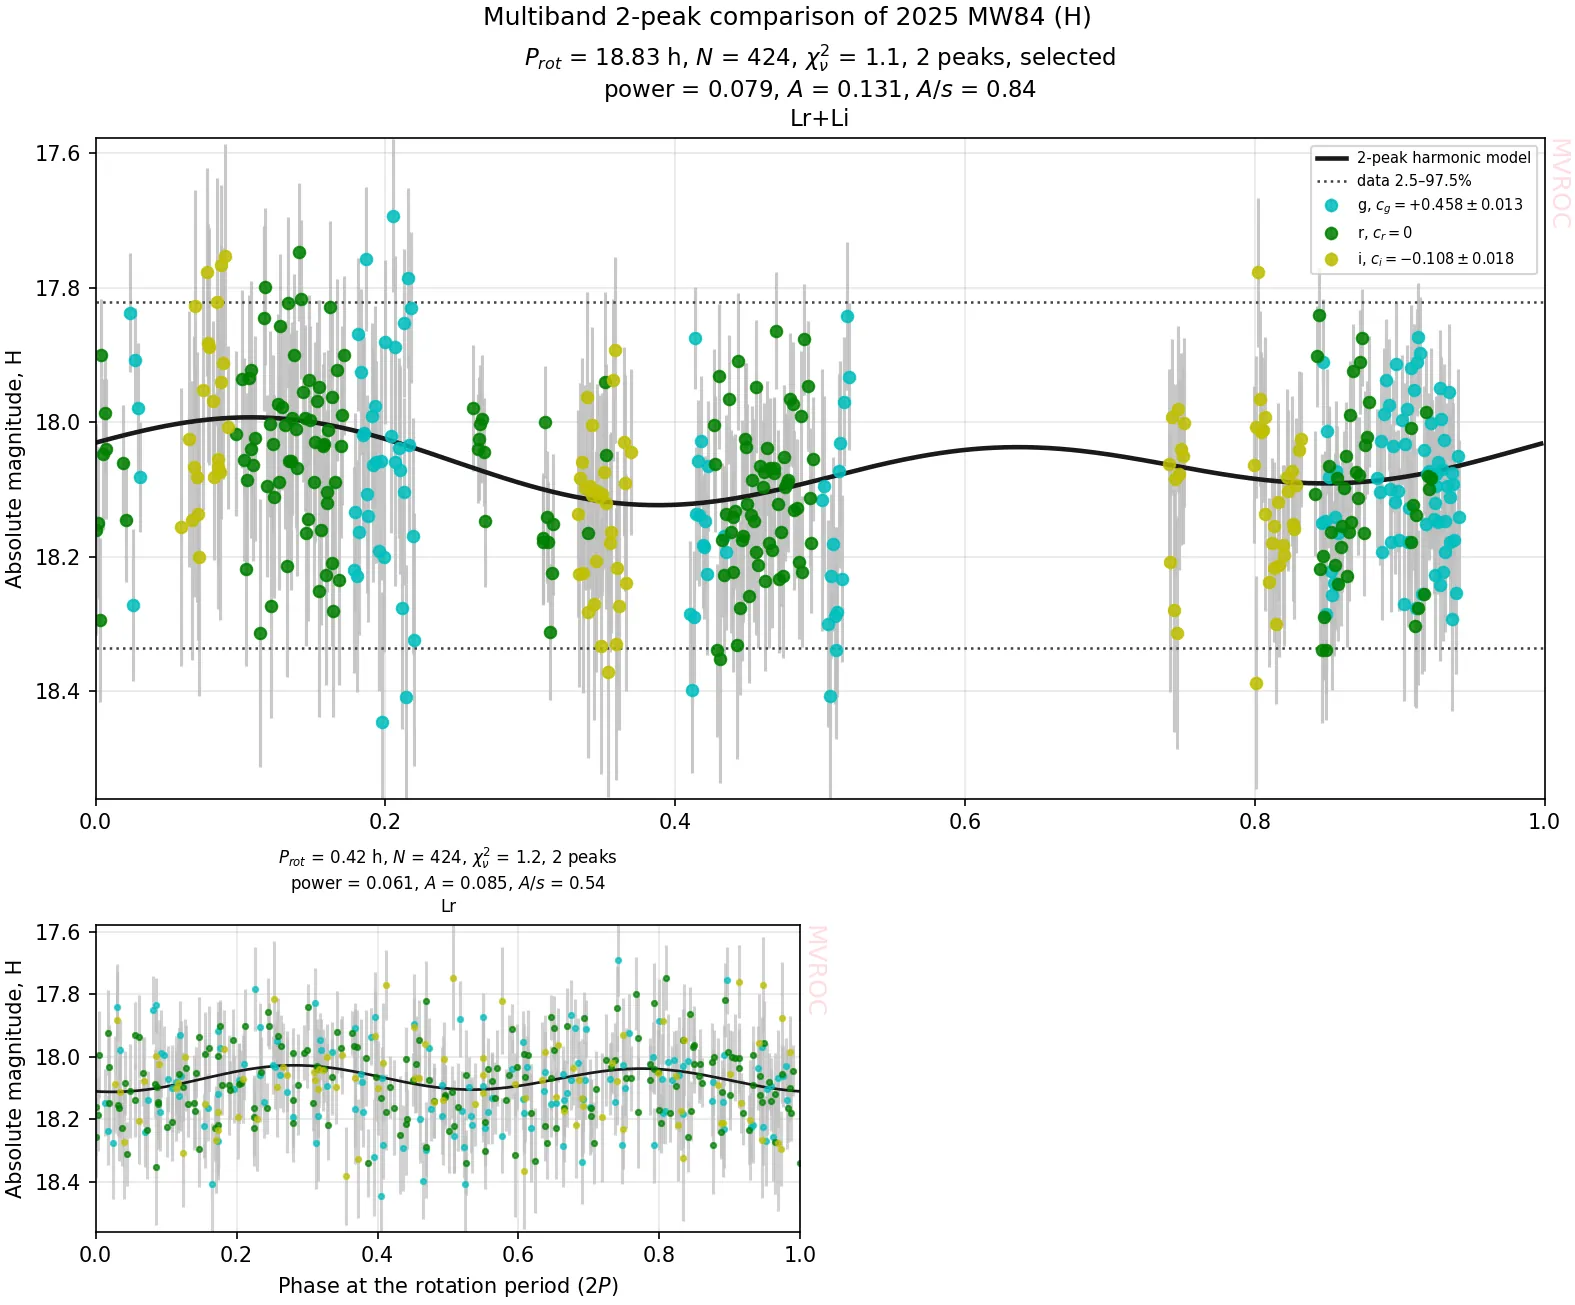 Multiband 2-peak comparison of 2025 MW84 (H)
P_rot = 18.83 h, N = 424, χ²_ν = 1.1, 2 peaks, selected
power = 0.079, A = 0.131, A/s = 0.84
Lr+Li
17.6
17.8
18.0
18.2
18.4
Absolute magnitude, H
2-peak harmonic model
data 2.5–97.5%
g, c_g = +0.458 ± 0.013
r, c_r = 0
i, c_i = −0.108 ± 0.018
MVROC
0.0 0.2 0.4 0.6 0.8 1.0
P_rot = 0.42 h, N = 424, χ²_ν = 1.2, 2 peaks
power = 0.061, A = 0.085, A/s = 0.54
Lr
17.6
17.8
18.0
18.2
18.4
Absolute magnitude, H
MVROC
0.0 0.2 0.4 0.6 0.8 1.0
Phase at the rotation period (2P)